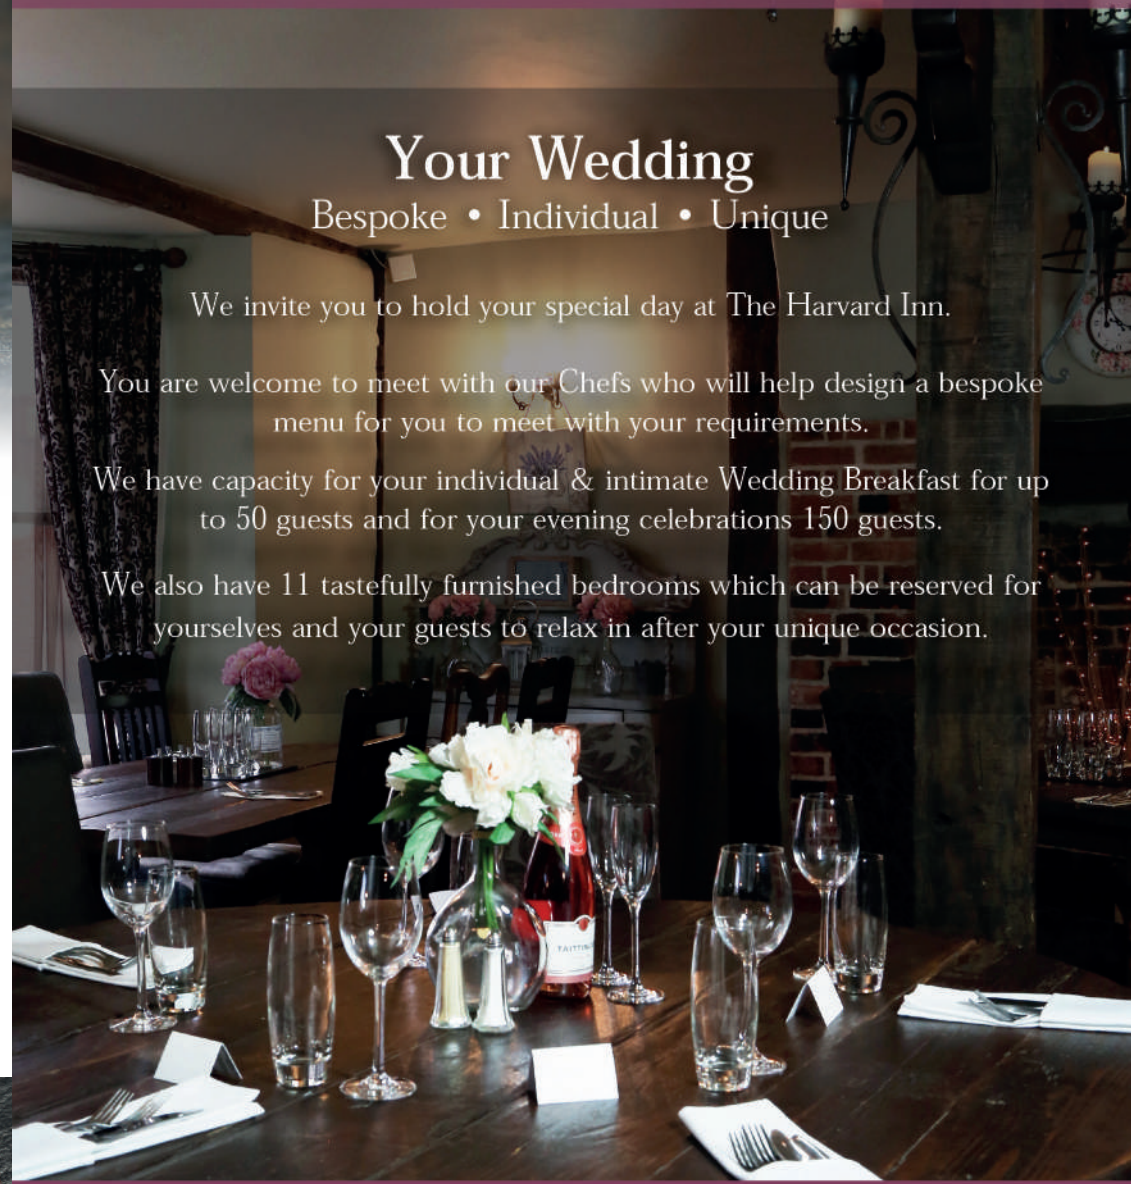 Your Wedding
Bespoke • Individual • Unique
We invite you to hold your special day at The Harvard Inn.
You are welcome to meet with our Chefs who will help design a bespoke
menu for you to meet with your requirements.
We have capacity for your individual & intimate Wedding Breakfast for up
to 50 guests and for your evening celebrations 150 guests.
We also have 11 tastefully furnished bedrooms which can be reserved for
yourselves and your guests to relax in after your unique occasion.